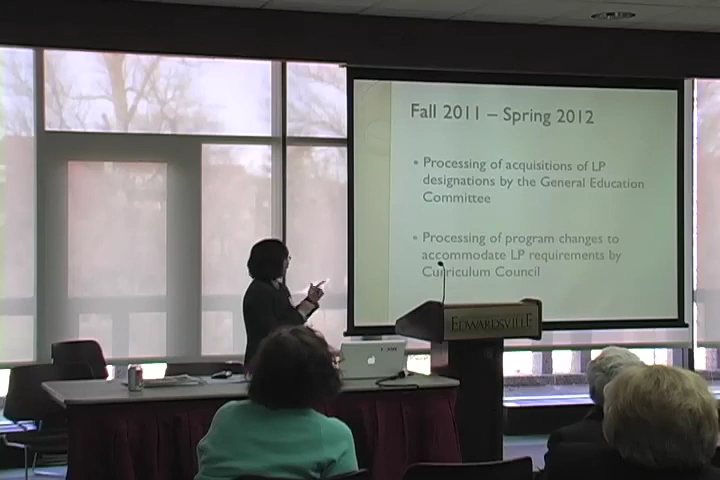 Fall 2011 – Spring 2012
• Processing of acquisitions of LP
designations by the General Education
Committee
• Processing of program changes to
accommodate LP requirements by
Curriculum Council
EDWARDSVILLE